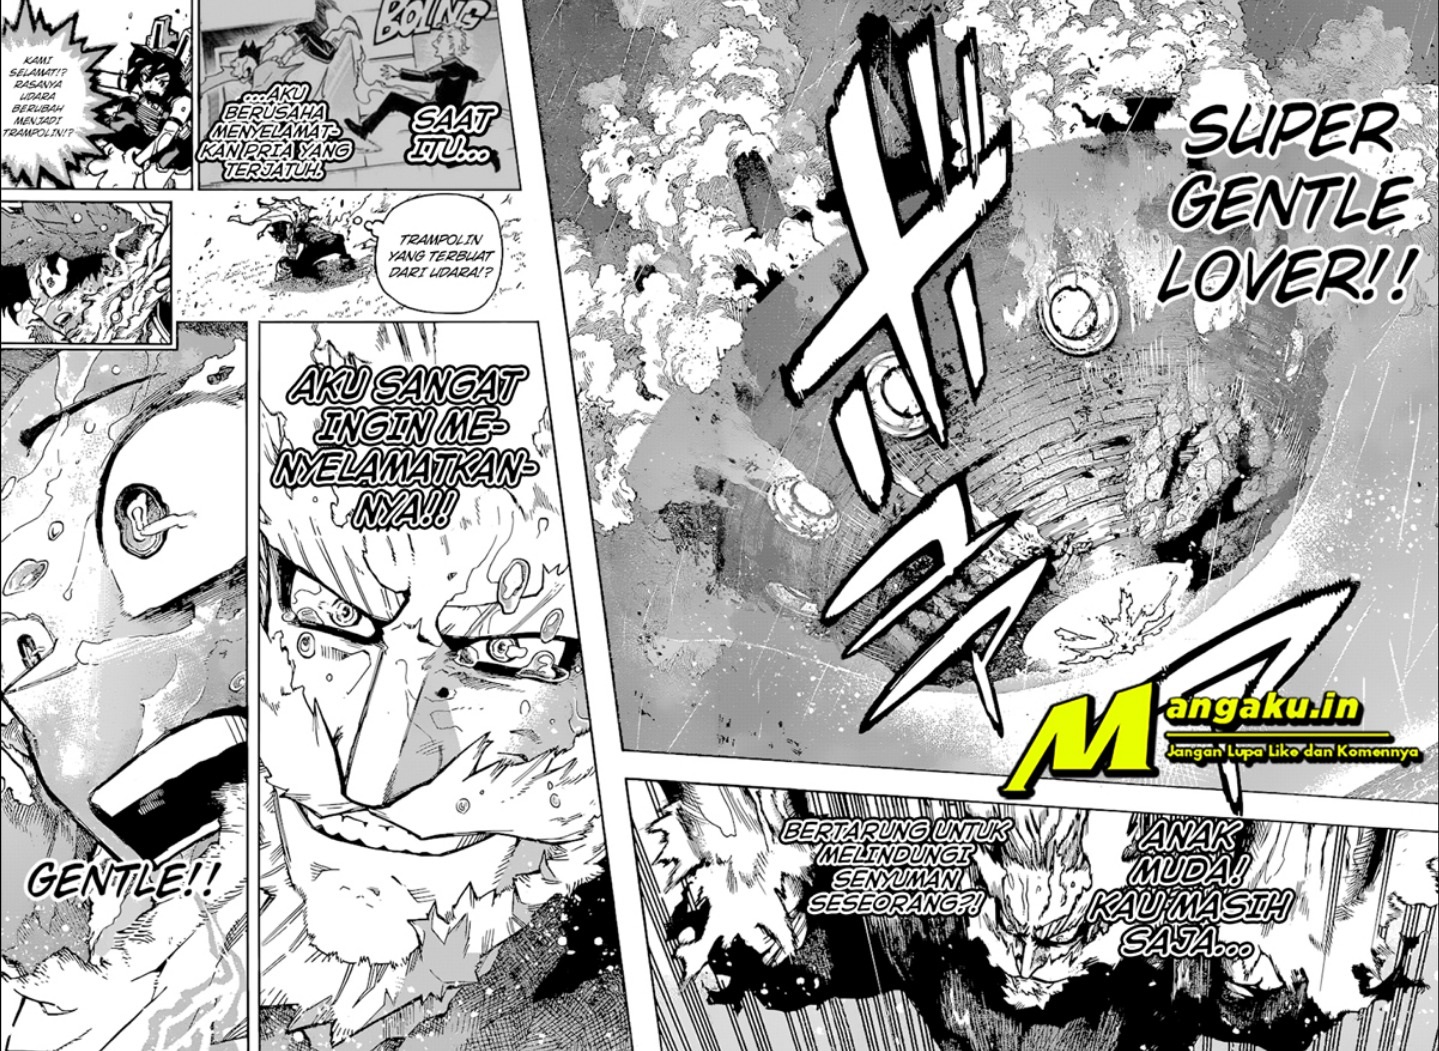 SUPER
GENTLE
LOVER!!
ANAK
MUDA!
KAU MASIH
SAJA...
BERTARUNG UNTUK
MELINDUNGI
SENYUMAN
SESEORANG?!
BOING
SAAT
ITU...
...AKU
BERUSAHA
MENYELAMAT-
KAN PRIA YANG
TERJATUH.
KAMI
SELAMAT!?
RASANYA
UDARA
BERUBAH
MENJADI
TRAMPOLIN!?
TRAMPOLIN
YANG TERBUAT
DARI UDARA!?
AKU SANGAT
INGIN ME-
NYELAMATKAN-
NYA!!
GENTLE!!
Mangaku.in
Jangan Lupa Like dan Komennya